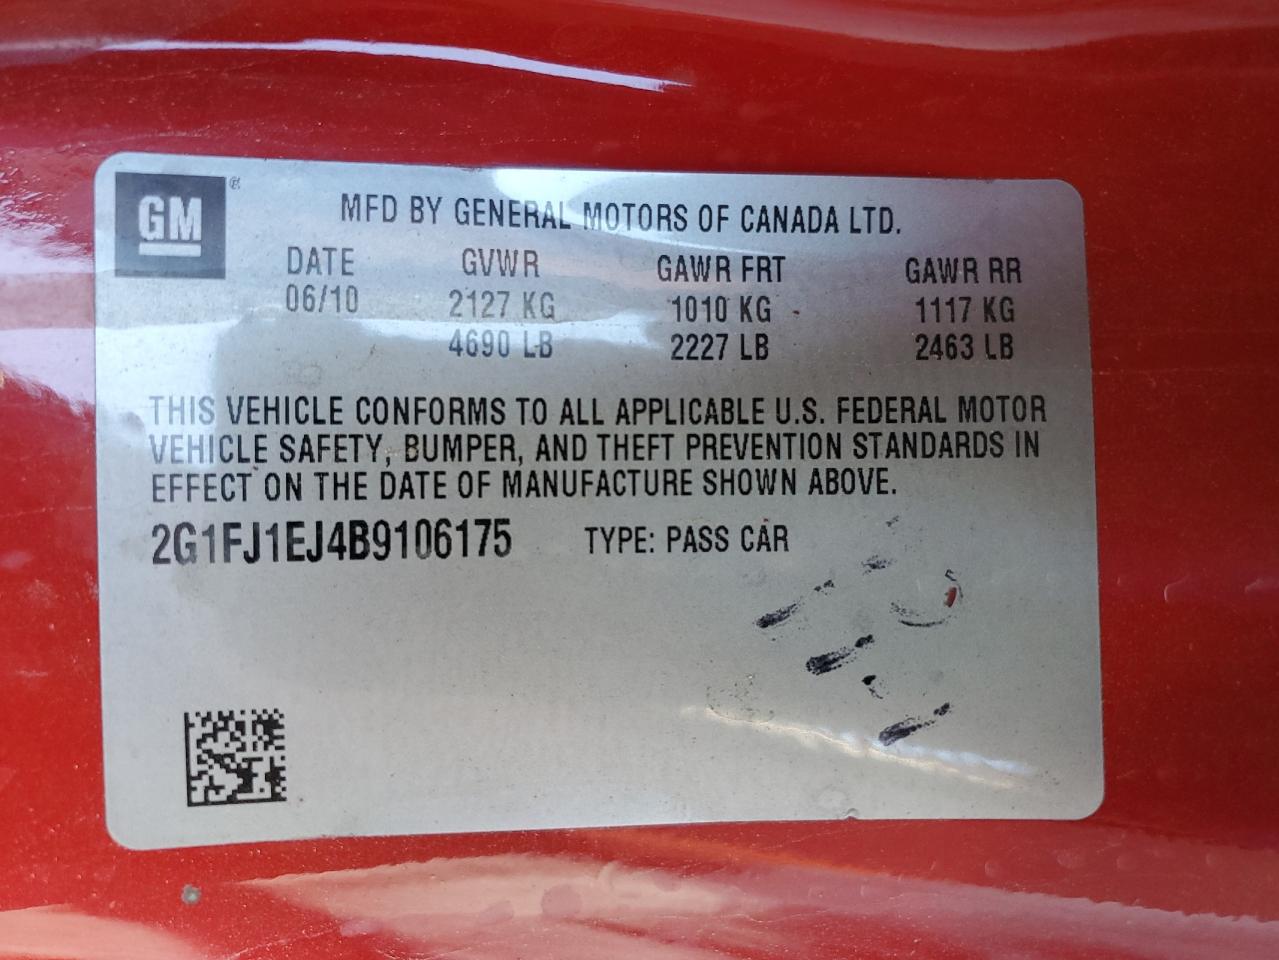 GM ®
MFD BY GENERAL MOTORS OF CANADA LTD.
DATE GVWR GAWR FRT GAWR RR
06/10 2127 KG 1010 KG 1117 KG
4690 LB 2227 LB 2463 LB
THIS VEHICLE CONFORMS TO ALL APPLICABLE U.S. FEDERAL MOTOR
VEHICLE SAFETY, BUMPER, AND THEFT PREVENTION STANDARDS IN
EFFECT ON THE DATE OF MANUFACTURE SHOWN ABOVE.
2G1FJ1EJ4B9106175 TYPE: PASS CAR